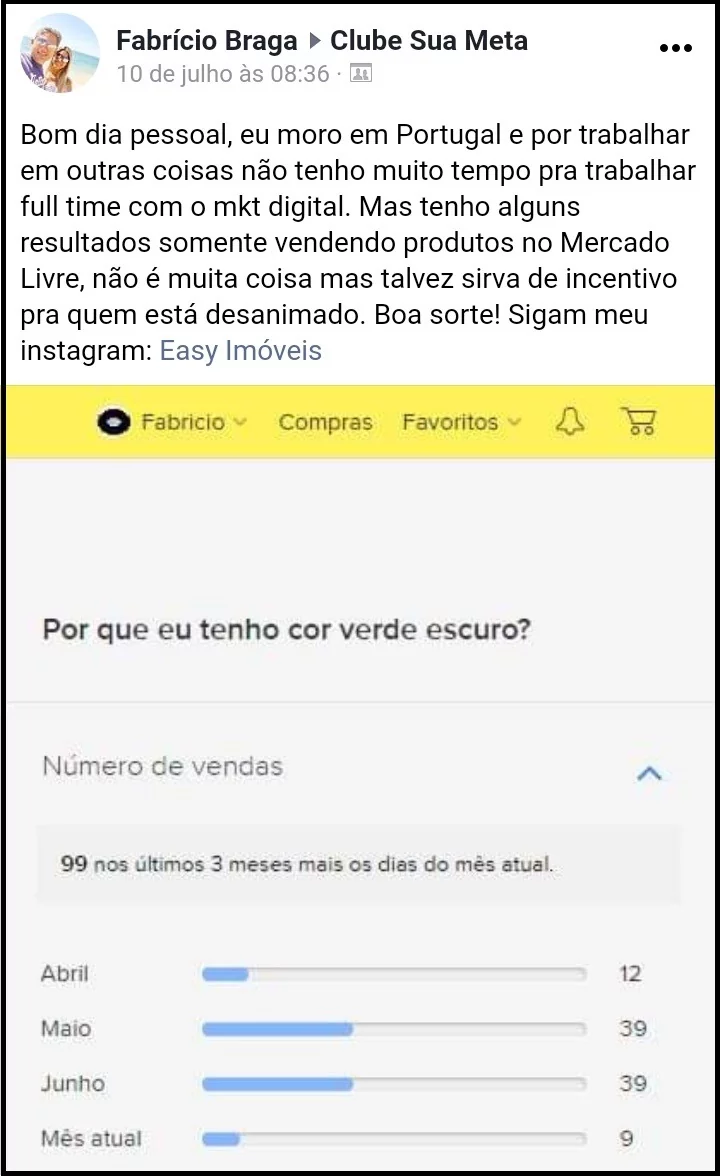 Fabrício Braga ▸ Clube Sua Meta
10 de julho às 08:36 ·
Bom dia pessoal, eu moro em Portugal e por trabalhar
em outras coisas não tenho muito tempo pra trabalhar
full time com o mkt digital. Mas tenho alguns
resultados somente vendendo produtos no Mercado
Livre, não é muita coisa mas talvez sirva de incentivo
pra quem está desanimado. Boa sorte! Sigam meu
instagram: Easy Imóveis
Fabricio Compras Favoritos
Por que eu tenho cor verde escuro?
Número de vendas
99 nos últimos 3 meses mais os dias do mês atual.
Abril 12
Maio 39
Junho 39
Mês atual 9